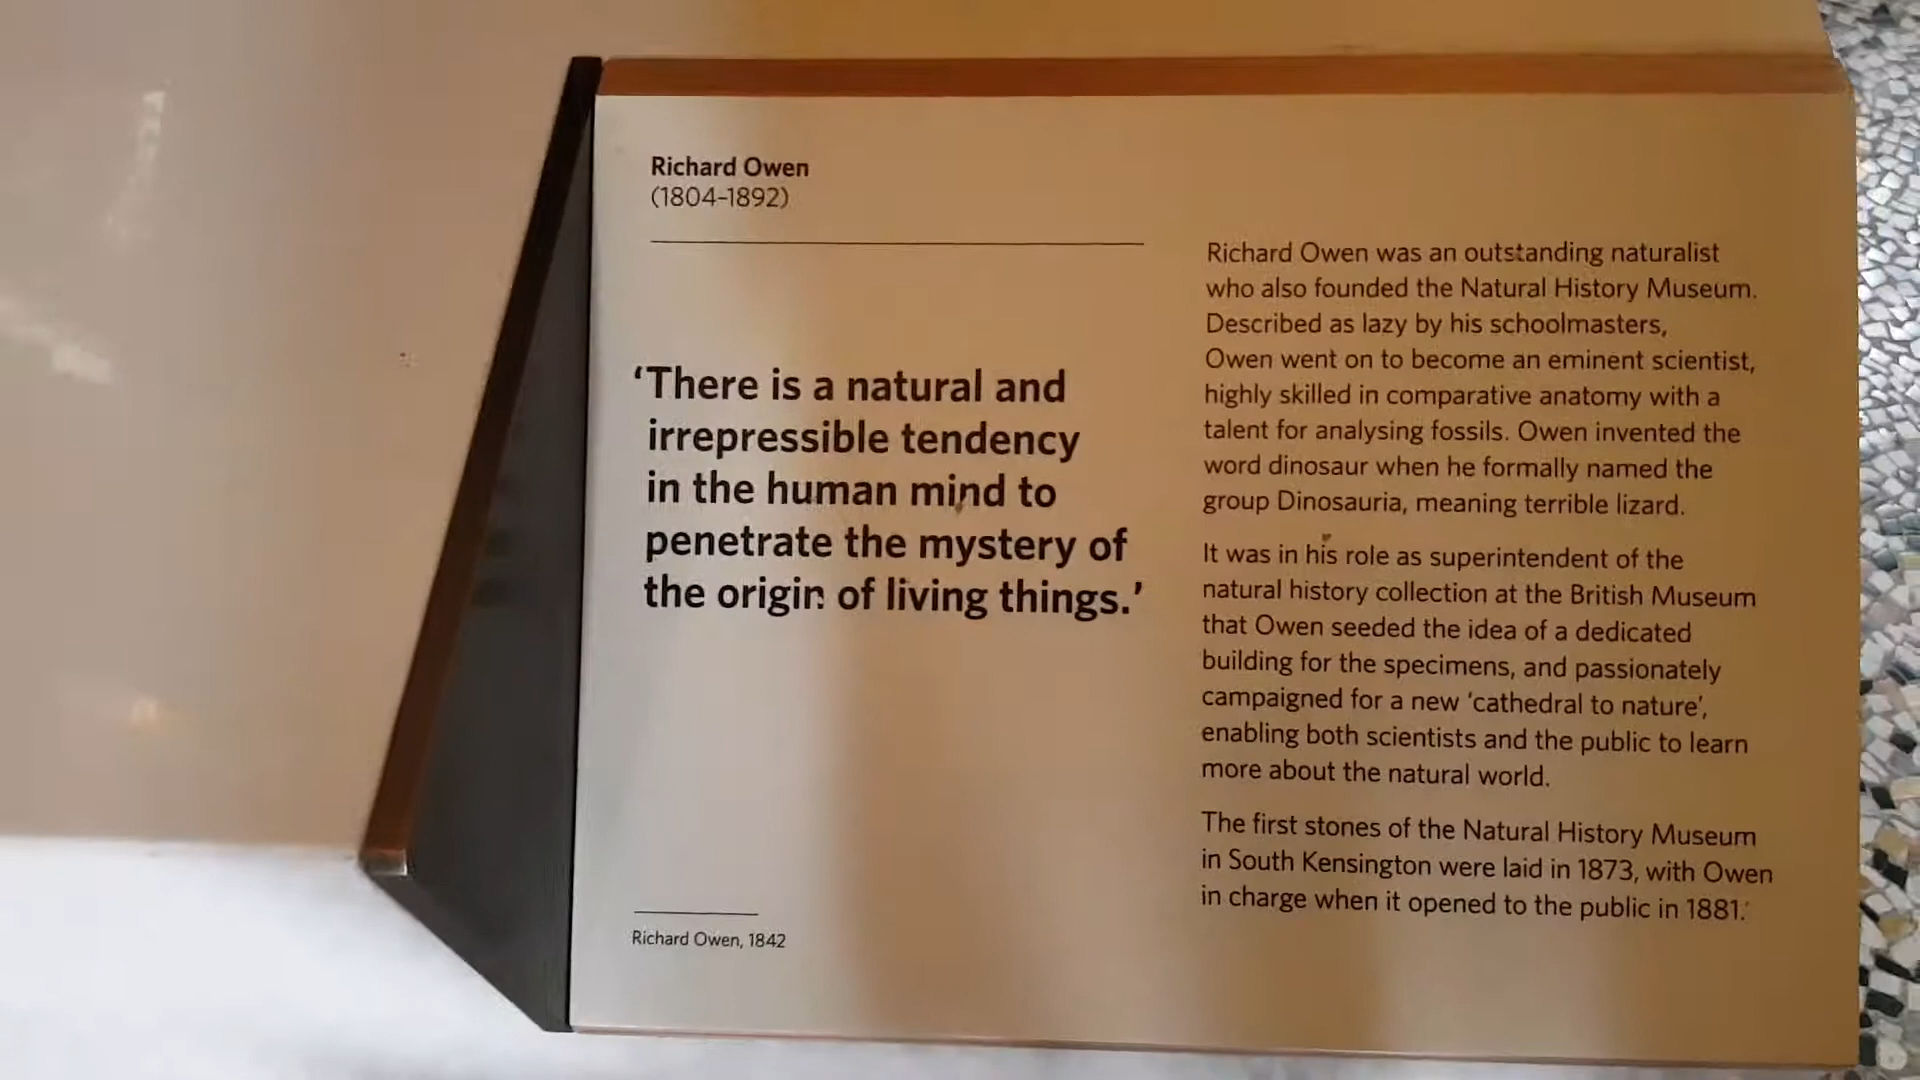 Richard Owen
(1804–1892)
‘There is a natural and
irrepressible tendency
in the human mind to
penetrate the mystery of
the origin of living things.’
Richard Owen, 1842
Richard Owen was an outstanding naturalist
who also founded the Natural History Museum.
Described as lazy by his schoolmasters,
Owen went on to become an eminent scientist,
highly skilled in comparative anatomy with a
talent for analysing fossils. Owen invented the
word dinosaur when he formally named the
group Dinosauria, meaning terrible lizard.
It was in his role as superintendent of the
natural history collection at the British Museum
that Owen seeded the idea of a dedicated
building for the specimens, and passionately
campaigned for a new ‘cathedral to nature’,
enabling both scientists and the public to learn
more about the natural world.
The first stones of the Natural History Museum
in South Kensington were laid in 1873, with Owen
in charge when it opened to the public in 1881.